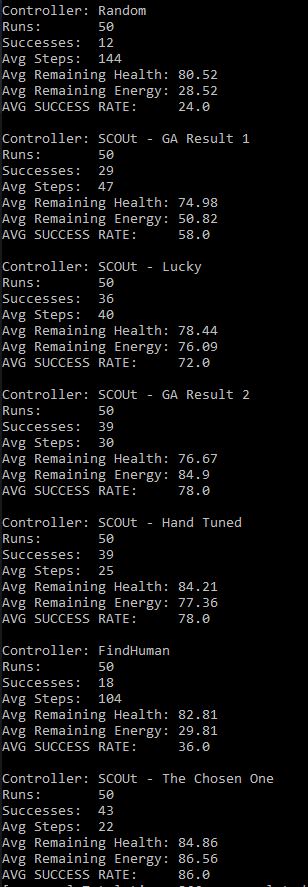 Controller: Random
Runs: 50
Successes: 12
Avg Steps: 144
Avg Remaining Health: 80.52
Avg Remaining Energy: 28.52
AVG SUCCESS RATE: 24.0
Controller: SCOUt - GA Result 1
Runs: 50
Successes: 29
Avg Steps: 47
Avg Remaining Health: 74.98
Avg Remaining Energy: 50.82
AVG SUCCESS RATE: 58.0
Controller: SCOUt - Lucky
Runs: 50
Successes: 36
Avg Steps: 40
Avg Remaining Health: 78.44
Avg Remaining Energy: 76.09
AVG SUCCESS RATE: 72.0
Controller: SCOUt - GA Result 2
Runs: 50
Successes: 39
Avg Steps: 30
Avg Remaining Health: 76.67
Avg Remaining Energy: 84.9
AVG SUCCESS RATE: 78.0
Controller: SCOUt - Hand Tuned
Runs: 50
Successes: 39
Avg Steps: 25
Avg Remaining Health: 84.21
Avg Remaining Energy: 77.36
AVG SUCCESS RATE: 78.0
Controller: FindHuman
Runs: 50
Successes: 18
Avg Steps: 104
Avg Remaining Health: 82.81
Avg Remaining Energy: 29.81
AVG SUCCESS RATE: 36.0
Controller: SCOUt - The Chosen One
Runs: 50
Successes: 43
Avg Steps: 22
Avg Remaining Health: 84.86
Avg Remaining Energy: 86.56
AVG SUCCESS RATE: 86.0